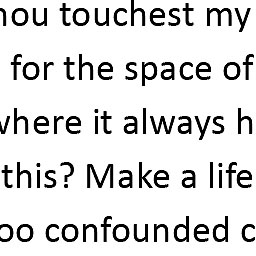 hou touchest my
for the space of
where it always h
this? Make a life
oo confounded c